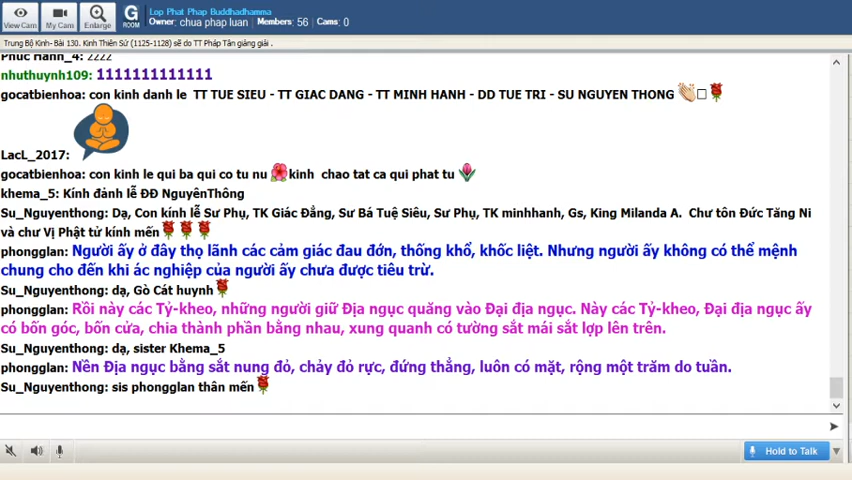 Lop Phat Phap Buddhadhamma
Owner: chua phap luan Members: 56 Cams: 0
View Cam My Cams Enlarge G ROOM
Trung Bộ Kinh- Bài 130. Kinh Thiên Sứ (1125-1128) sẽ do TT Pháp Tân giảng giải .
Phuc Hanh_4: 2222
nhuthuynh109: 1111111111111
gocatbienhoa: con kinh danh le TT TUE SIEU - TT GIAC DANG - TT MINH HANH - DD TUE TRI - SU NGUYEN THONG
LacL_2017:
gocatbienhoa: con kinh le qui ba qui co tu nu kinh chao tat ca qui phat tu
khema_5: Kính đảnh lễ ĐĐ NguyênThông
Su_Nguyenthong: Dạ, Con kính lễ Sư Phụ, TK Giác Đẳng, Sư Bá Tuệ Siêu, Sư Phụ, TK minhhanh, Gs, King Milanda A. Chư tôn Đức Tăng Ni
và chư Vị Phật tử kính mến
phongglan: Người ấy ở đây thọ lãnh các cảm giác đau đớn, thống khổ, khốc liệt. Nhưng người ấy không có thể mệnh
chung cho đến khi ác nghiệp của người ấy chưa được tiêu trừ.
Su_Nguyenthong: dạ, Gò Cát huynh
phongglan: Rồi này các Tỷ-kheo, những người giữ Địa ngục quăng vào Đại địa ngục. Này các Tỷ-kheo, Đại địa ngục ấy
có bốn góc, bốn cửa, chia thành phần bằng nhau, xung quanh có tường sắt mái sắt lợp lên trên.
Su_Nguyenthong: dạ, sister Khema_5
phongglan: Nền Địa ngục bằng sắt nung đỏ, chảy đỏ rực, đứng thẳng, luôn có mặt, rộng một trăm do tuần.
Su_Nguyenthong: sis phongglan thân mến
Hold to Talk